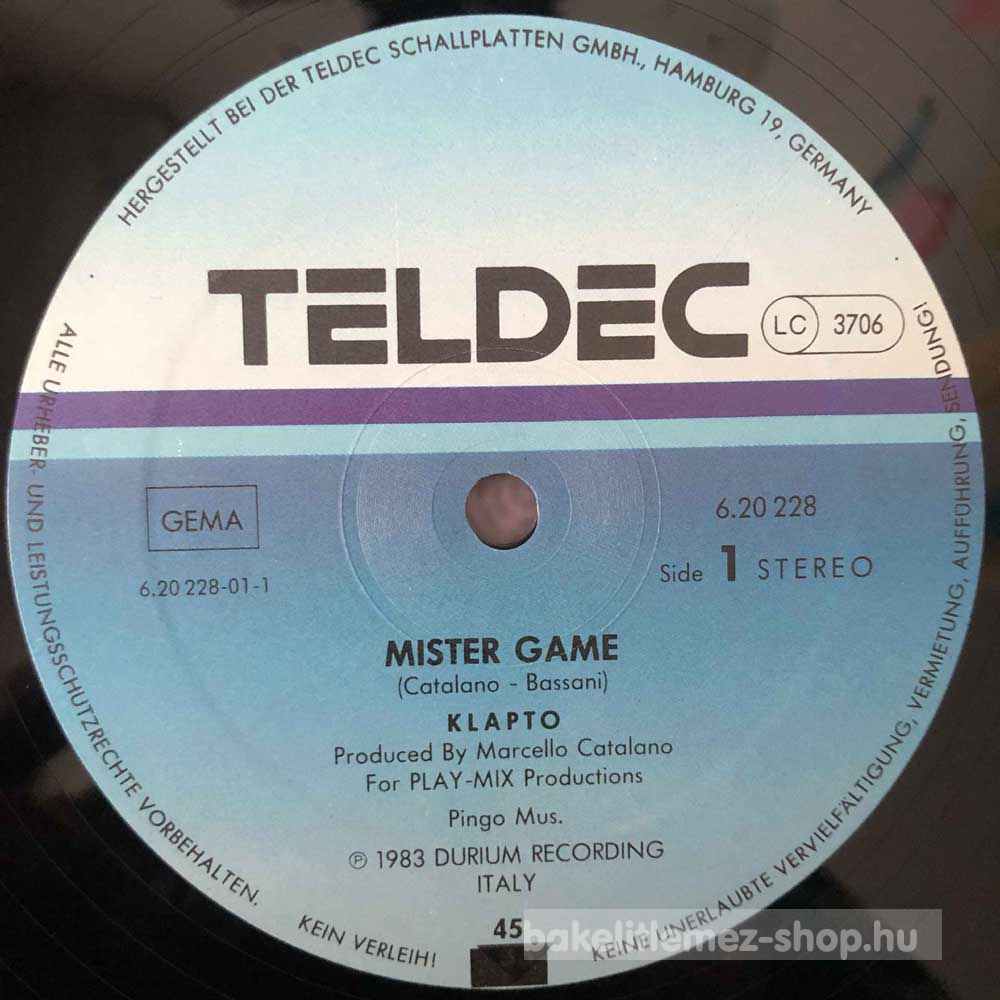 HERGESTELLT BEI DER TELDEC SCHALLPLATTEN GMBH., HAMBURG 19, GERMANY
TELDEC
LC 3706
GEMA
6.20 228
6.20 228-01-1
Side 1 STEREO
MISTER GAME
(Catalano - Bassani)
KLAPTO
Produced By Marcello Catalano
For PLAY-MIX Productions
Pingo Mus.
℗ 1983 DURIUM RECORDING
ITALY
45
ALLE URHEBER- UND LEISTUNGSSCHUTZRECHTE VORBEHALTEN.
KEIN VERLEIH!
KEINE UNERLAUBTE VERVIELFÄLTIGUNG, VERMIETUNG, AUFFÜHRUNG, SENDUNG!
bakelitlemez-shop.hu